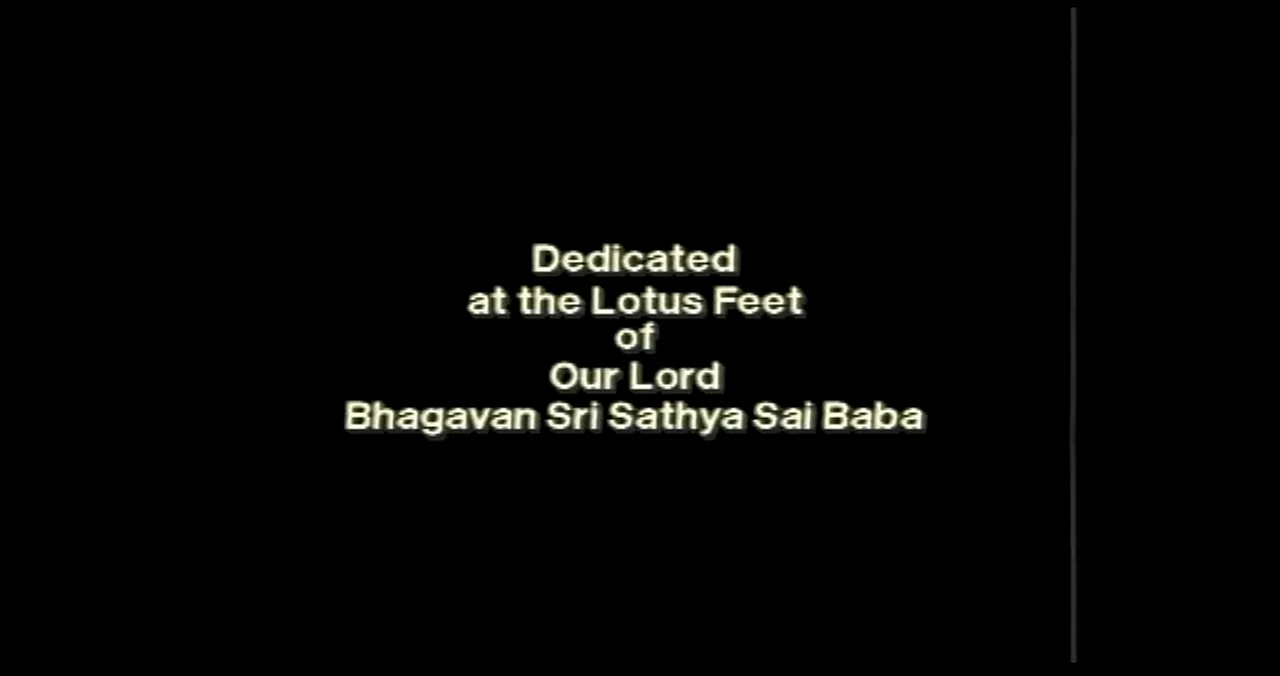 Dedicated
at the Lotus Feet
of
Our Lord
Bhagavan Sri Sathya Sai Baba